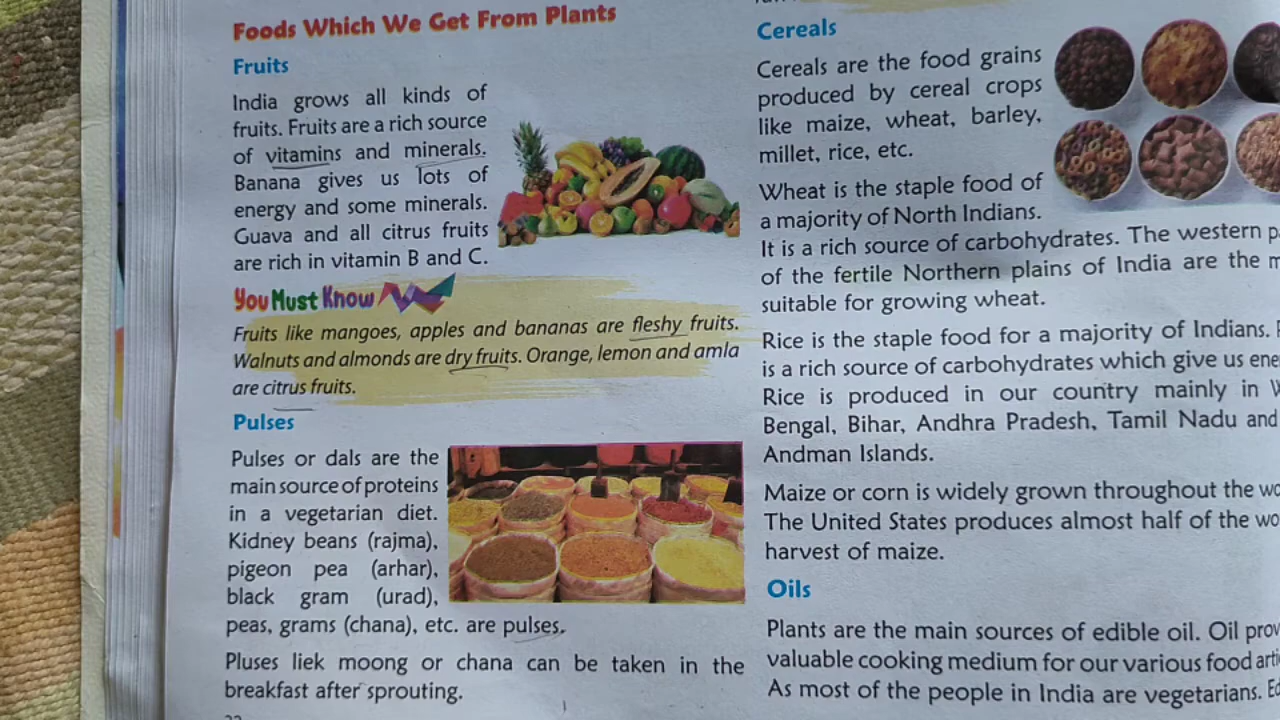 Foods Which We Get From Plants
Fruits
India grows all kinds of
fruits. Fruits are a rich source
of vitamins and minerals.
Banana gives us lots of
energy and some minerals.
Guava and all citrus fruits
are rich in vitamin B and C.
You Must Know
Fruits like mangoes, apples and bananas are fleshy fruits.
Walnuts and almonds are dry fruits. Orange, lemon and amla
are citrus fruits.
Pulses
Pulses or dals are the
main source of proteins
in a vegetarian diet.
Kidney beans (rajma),
pigeon pea (arhar),
black gram (urad),
peas, grams (chana), etc. are pulses.
Pluses liek moong or chana can be taken in the
breakfast after sprouting.
Cereals
Cereals are the food grains
produced by cereal crops
like maize, wheat, barley,
millet, rice, etc.
Wheat is the staple food of
a majority of North Indians.
It is a rich source of carbohydrates. The western
of the fertile Northern plains of India are the
suitable for growing wheat.
Rice is the staple food for a majority of Indians.
is a rich source of carbohydrates which give us
Rice is produced in our country mainly in
Bengal, Bihar, Andhra Pradesh, Tamil Nadu and
Andman Islands.
Maize or corn is widely grown throughout the
The United States produces almost half of the
harvest of maize.
Oils
Plants are the main sources of edible oil. Oil
valuable cooking medium for our various food
As most of the people in India are vegetarians.